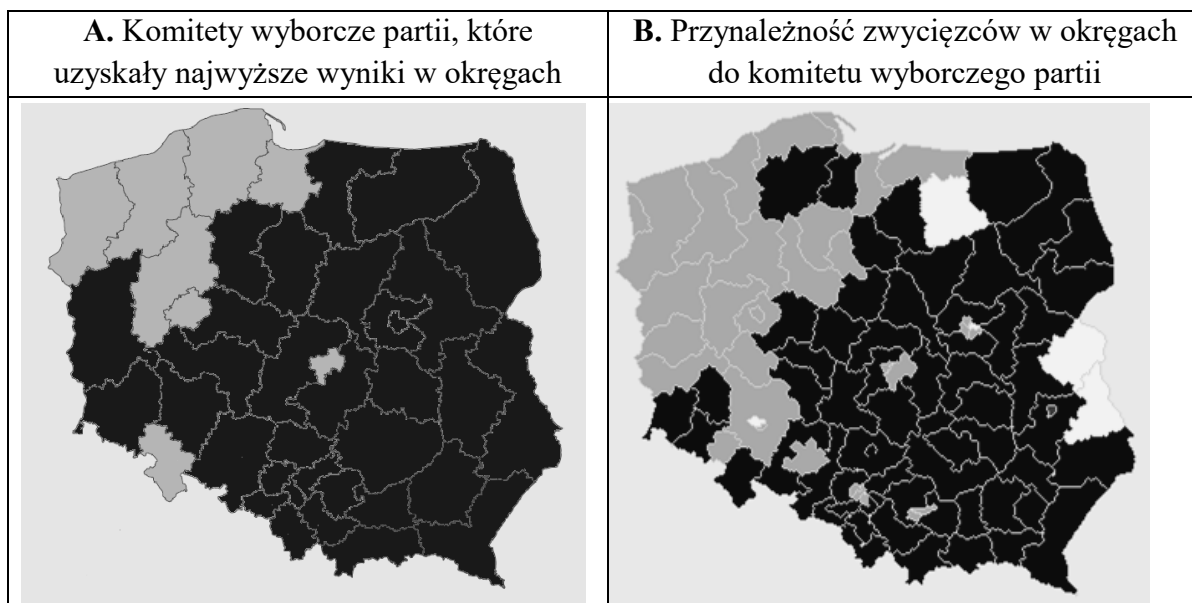 A. Komitety wyborcze partii, które
uzyskały najwyższe wyniki w okręgach
B. Przynależność zwycięzców w okręgach
do komitetu wyborczego partii